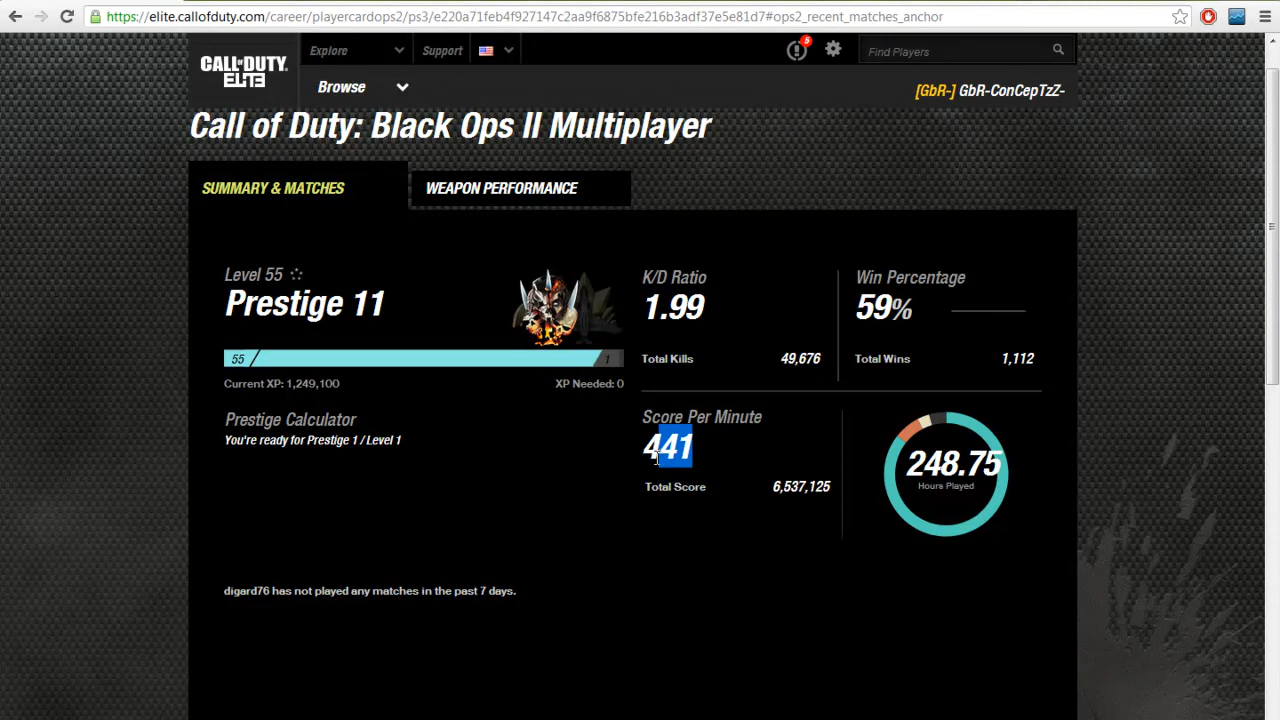 https://elite.callofduty.com/career/playercardops2/ps3/e220a71feb4f927147c2aa9f6875bfe216b3adf37e5e81d7#ops2_recent_matches_anchor
CALL OF DUTY
ELITE
Explore
Support
5
Find Players
Browse
[GbR-] GbR-ConCepTzZ-
Call of Duty: Black Ops II Multiplayer
SUMMARY & MATCHES
WEAPON PERFORMANCE
Level 55
Prestige 11
55
1
Current XP: 1,249,100
XP Needed: 0
Prestige Calculator
You're ready for Prestige 1 / Level 1
K/D Ratio
1.99
Total Kills 49,676
Win Percentage
59%
Total Wins 1,112
Score Per Minute
441
Total Score 6,537,125
248.75
Hours Played
digard76 has not played any matches in the past 7 days.